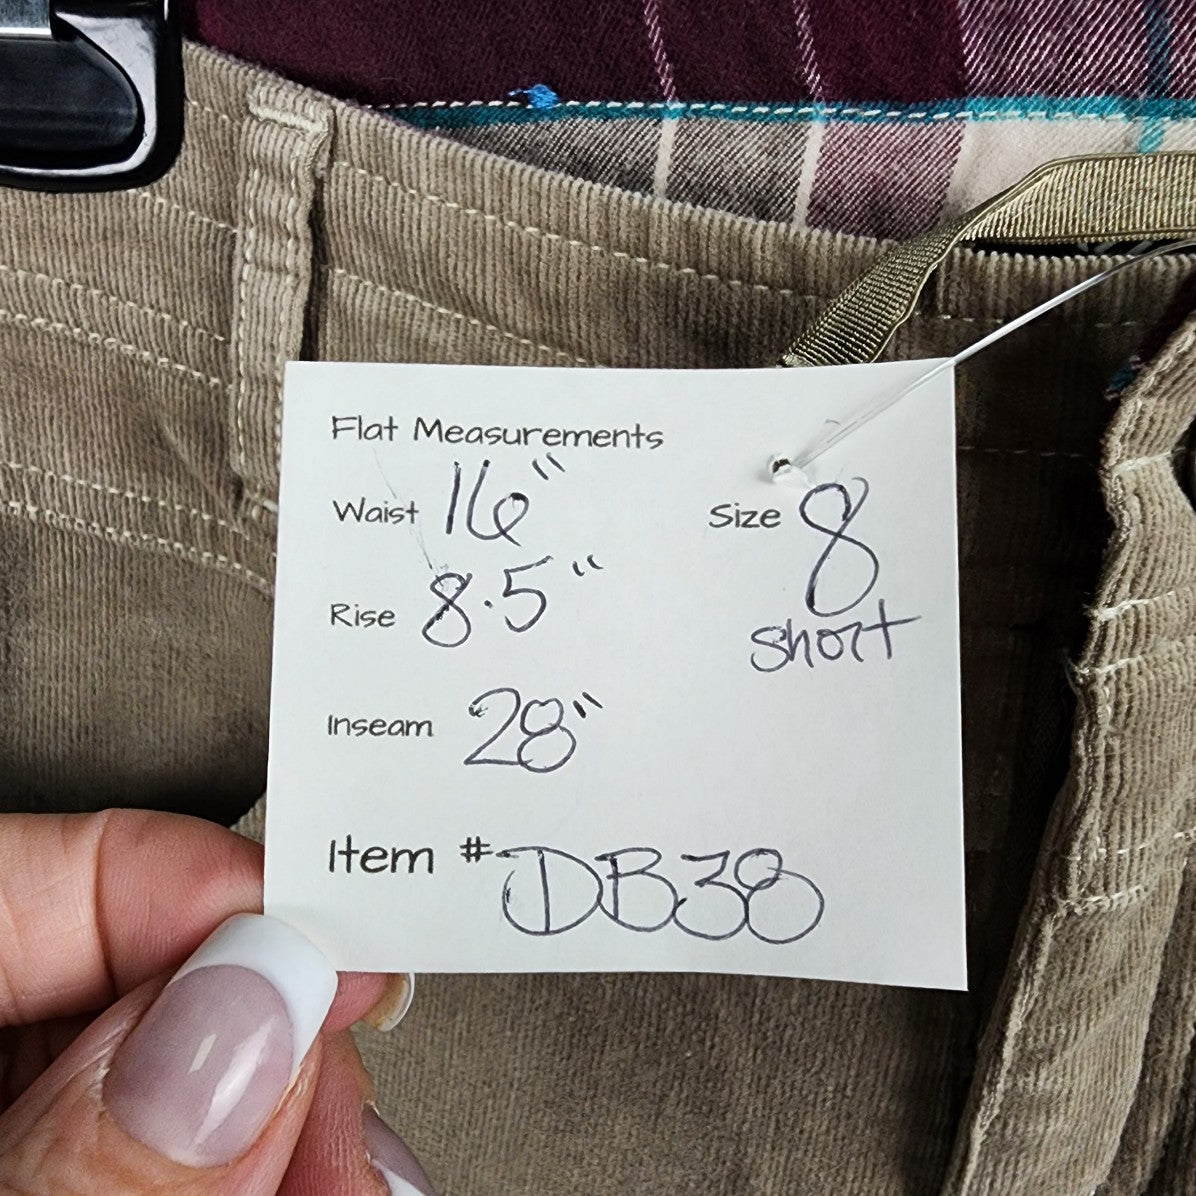 Flat Measurements
Waist 16"
Size 8
short
Rise 8.5"
Inseam 28"
Item # DB38